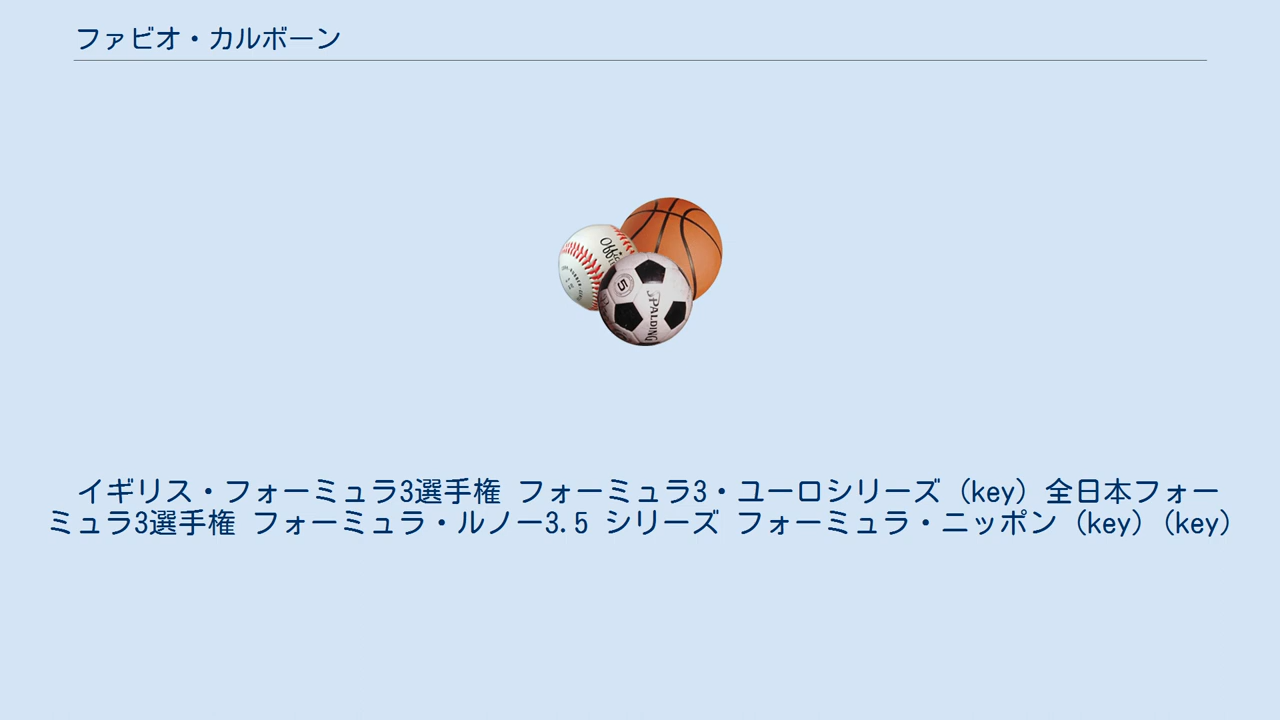 ファビオ・カルボーン
Offi
5
SPALDING
イギリス・フォーミュラ3選手権 フォーミュラ3・ユーロシリーズ (key) 全日本フォー
ミュラ3選手権 フォーミュラ・ルノー3.5 シリーズ フォーミュラ・ニッポン (key) (key)